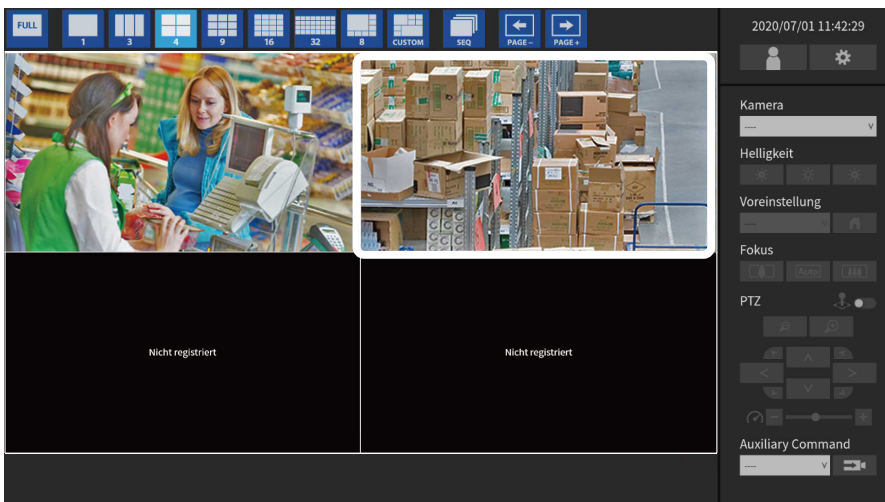 FULL
1
3
4
9
16
32
8
CUSTOM
SEQ
PAGE−
PAGE+
2020/07/01 11:42:29
Kamera
----
Helligkeit
Voreinstellung
----
Fokus
Auto
PTZ
Auxiliary Command
----
Nicht registriert
Nicht registriert